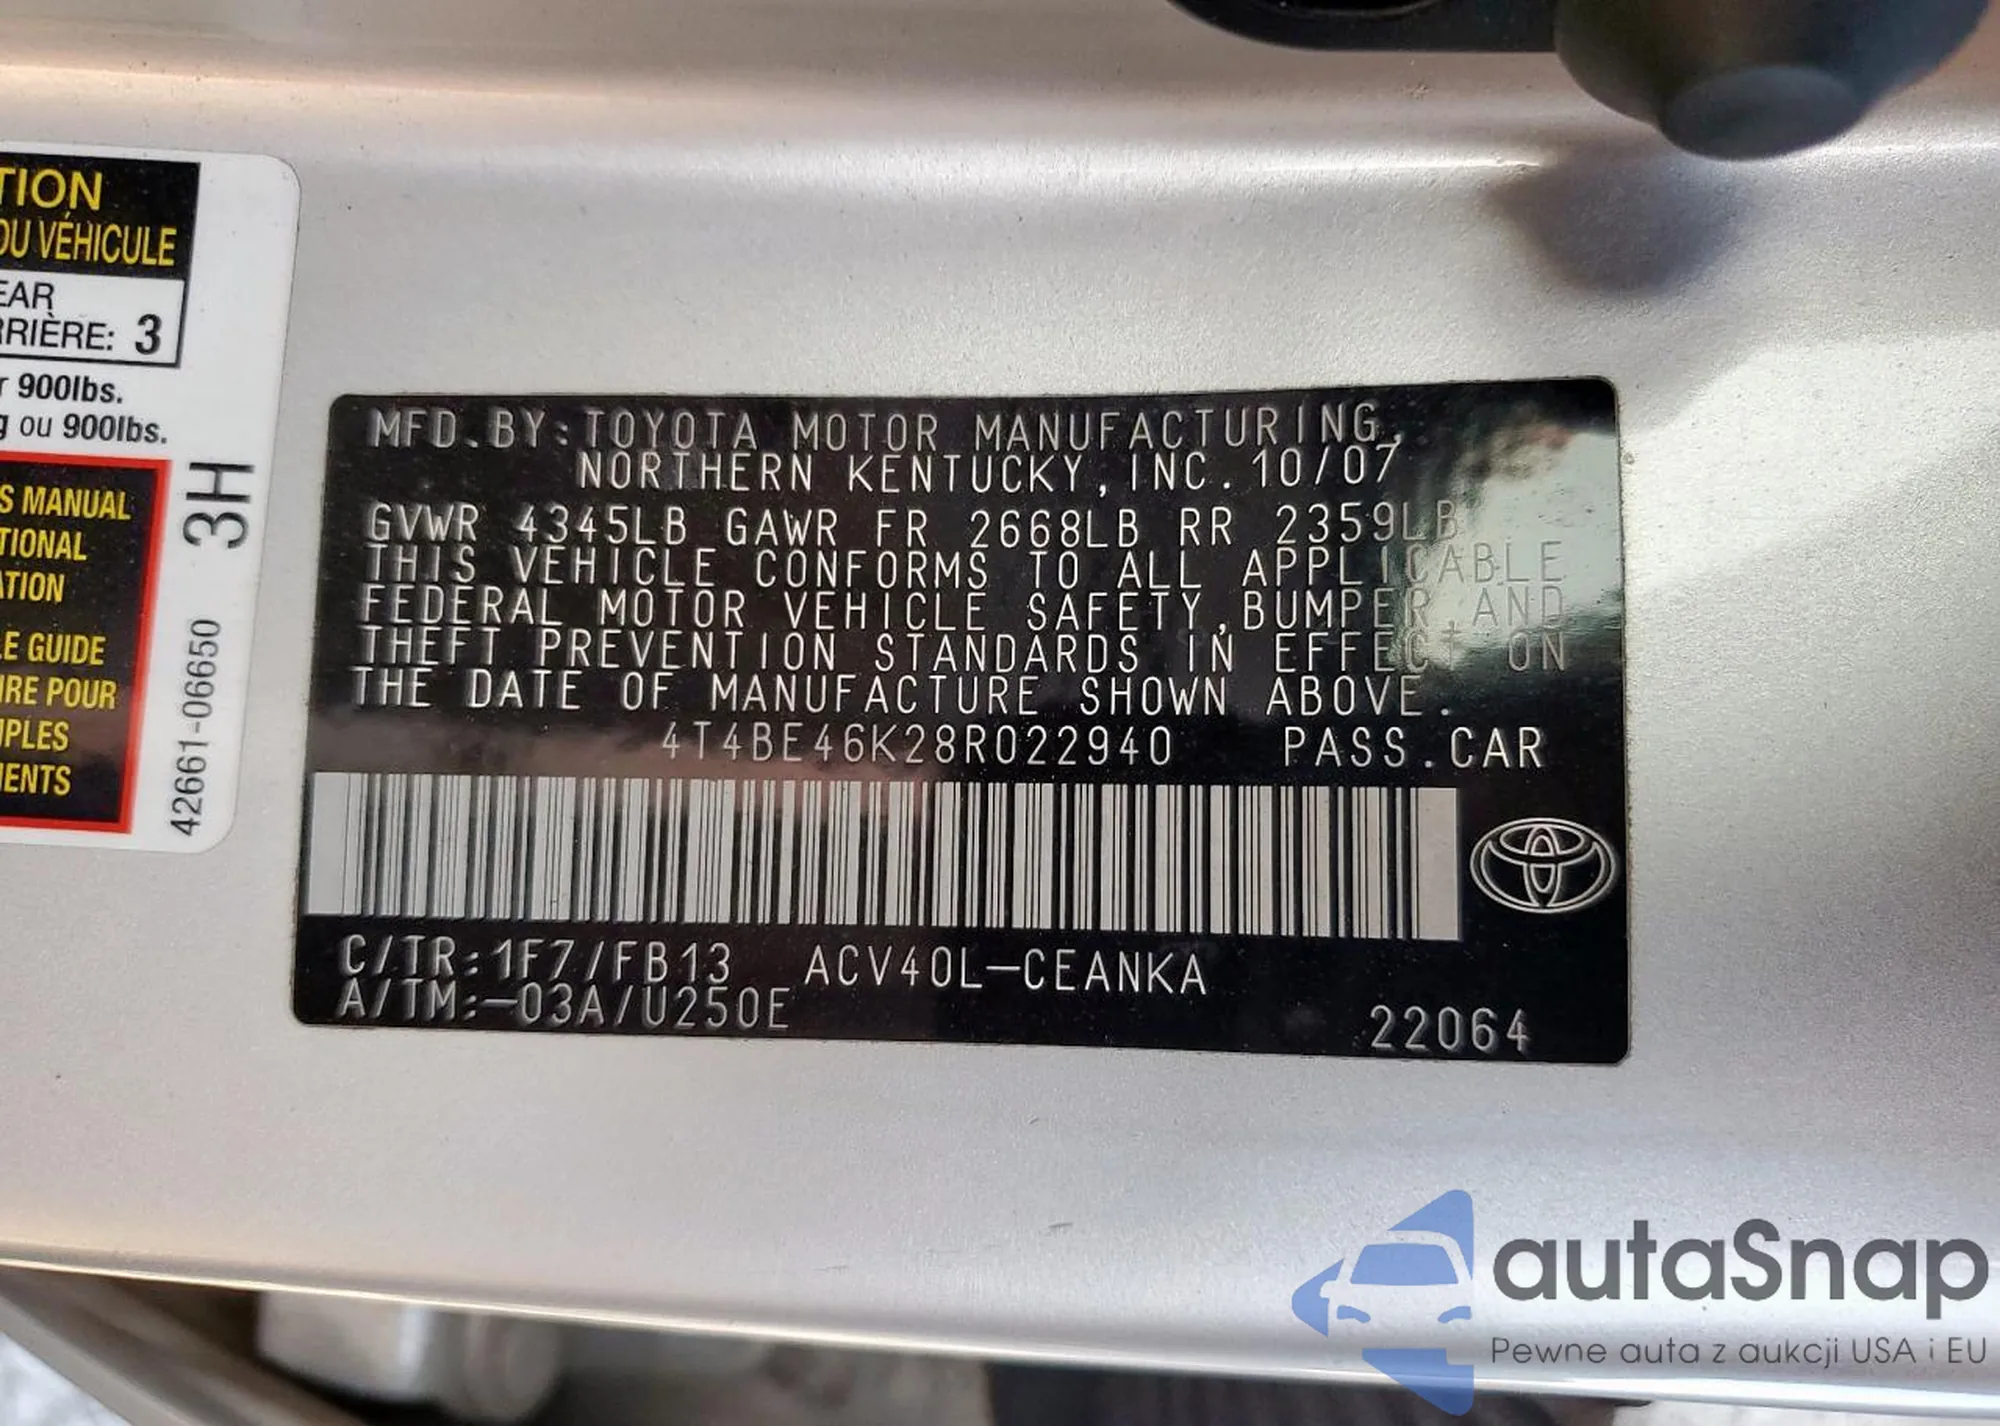 TION
DU VÉHICULE
EAR
RRIÈRE: 3
r 900lbs.
g ou 900lbs.
S MANUAL
TIONAL
ATION
LE GUIDE
IRE POUR
IPLES
MENTS
3H
42661-06650
MFD.BY:TOYOTA MOTOR MANUFACTURING,
NORTHERN KENTUCKY,INC.10/07
GVWR 4345LB GAWR FR 2668LB RR 2359LB
THIS VEHICLE CONFORMS TO ALL APPLICABLE
FEDERAL MOTOR VEHICLE SAFETY,BUMPER,AND
THEFT PREVENTION STANDARDS IN EFFECT ON
THE DATE OF MANUFACTURE SHOWN ABOVE.
4T4BE46K28R022940 PASS.CAR
C/TR:1F7/FB13 ACV40L-CEANKA
A/TM:-03A/U250E
22064
autaSnap
Pewne auta z aukcji USA i EU